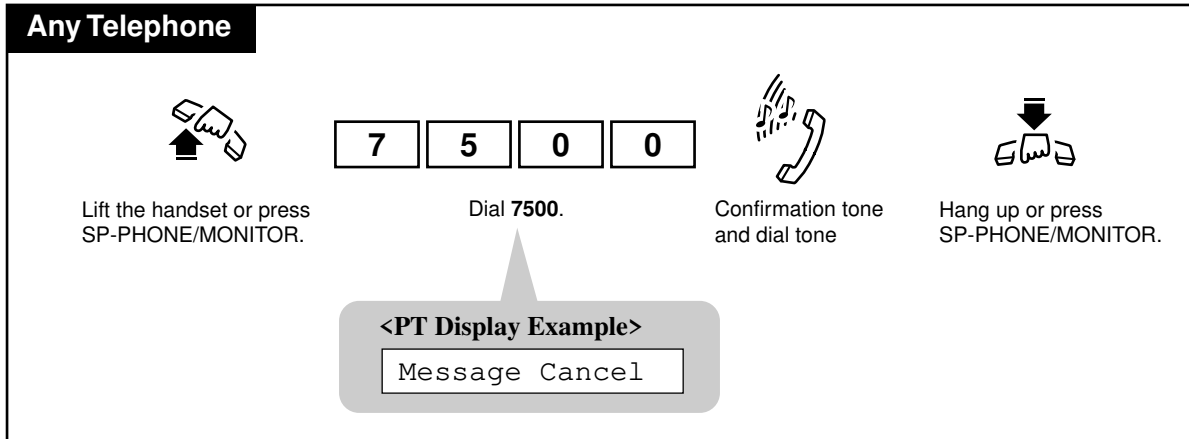 Any Telephone
7 5 0 0
Lift the handset or press
SP-PHONE/MONITOR.
Dial 7500.
Confirmation tone
and dial tone
Hang up or press
SP-PHONE/MONITOR.
<PT Display Example>
Message Cancel